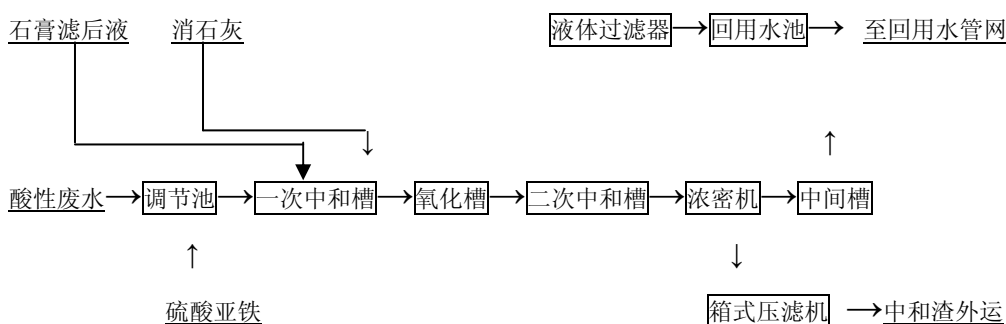 石膏滤后液 消石灰 液体过滤器→回用水池→ 至回用水管网
↓ ↑
酸性废水→调节池→一次中和槽→氧化槽→二次中和槽→浓密机→中间槽
↑ ↓
硫酸亚铁 箱式压滤机 →中和渣外运